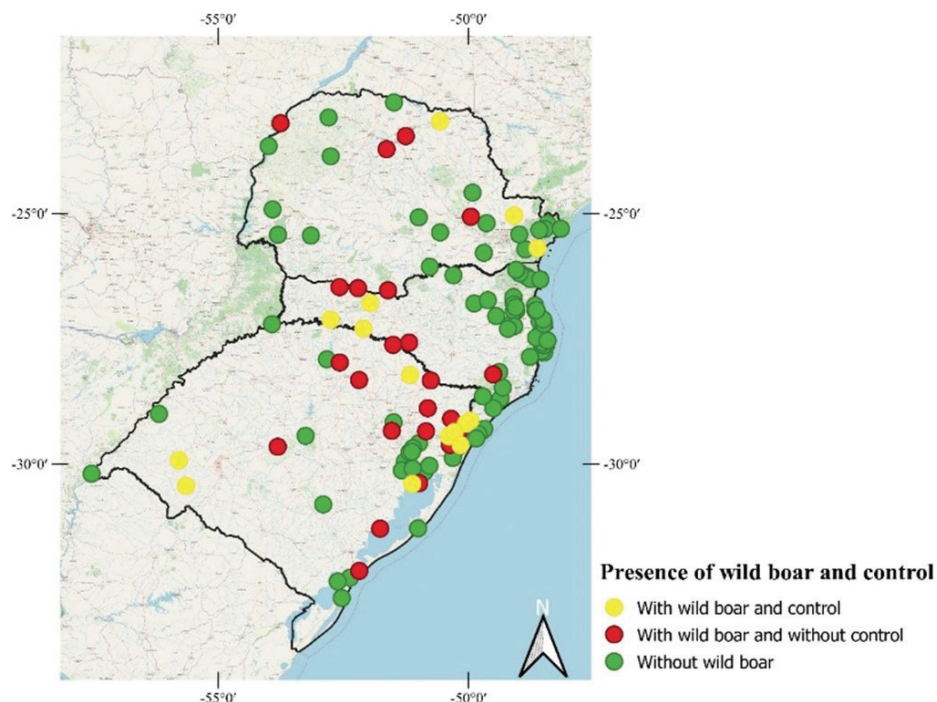 -55°0′ -50°0′
-25°0′ -25°0′
-30°0′ -30°0′
Presence of wild boar and control
N
With wild boar and control
With wild boar and without control
Without wild boar
-55°0′ -50°0′